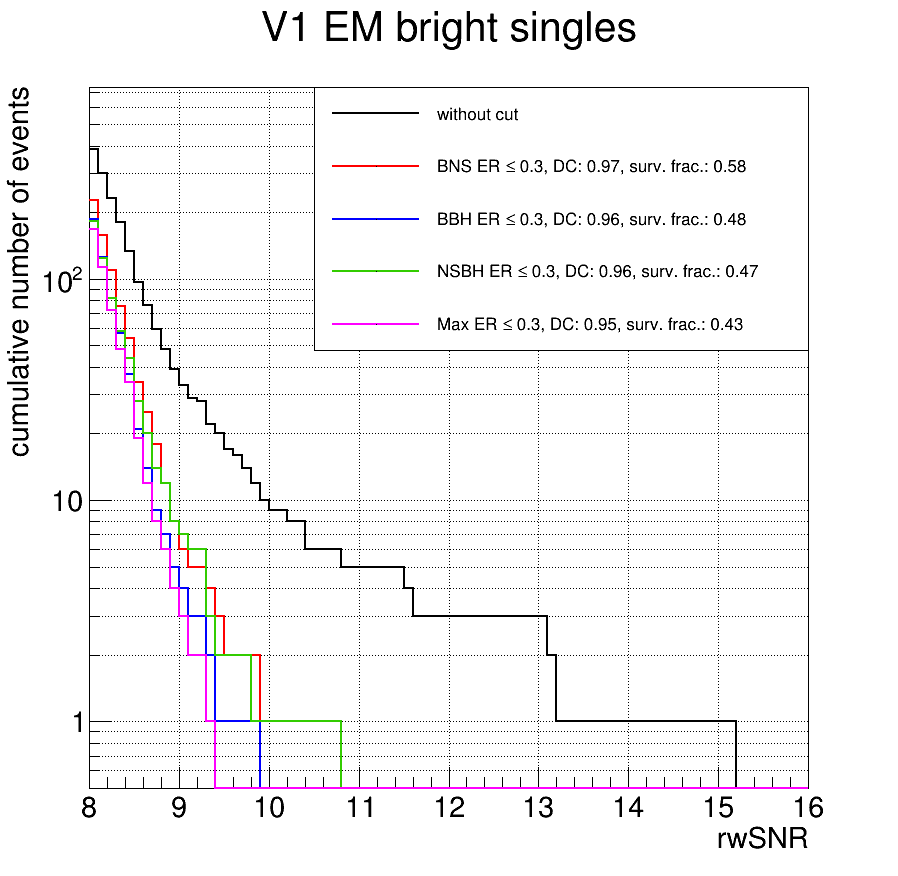 V1 EM bright singles
cumulative number of events
without cut
BNS ER ≤ 0.3, DC: 0.97, surv. frac.: 0.58
BBH ER ≤ 0.3, DC: 0.96, surv. frac.: 0.48
NSBH ER ≤ 0.3, DC: 0.96, surv. frac.: 0.47
Max ER ≤ 0.3, DC: 0.95, surv. frac.: 0.43
10²
10
1
8 9 10 11 12 13 14 15 16
rwSNR